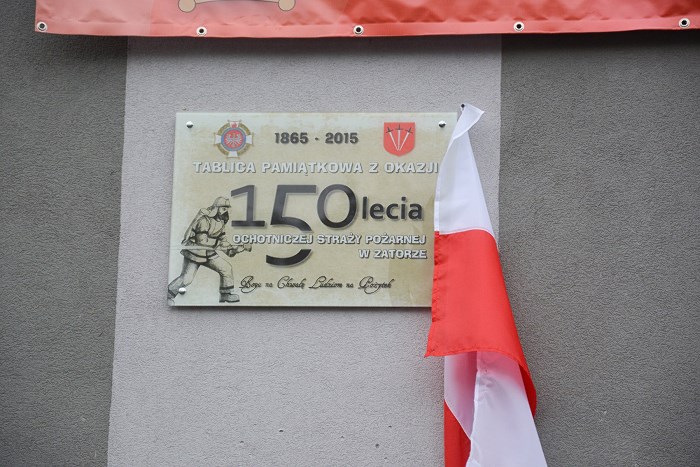 1865 - 2015
TABLICA PAMIĄTKOWA Z OKAZJI
150lecia
OCHOTNICZEJ STRAŻY POŻARNEJ
W ZATORZE
Bogu na Chwałę Ludziom na Pożytek